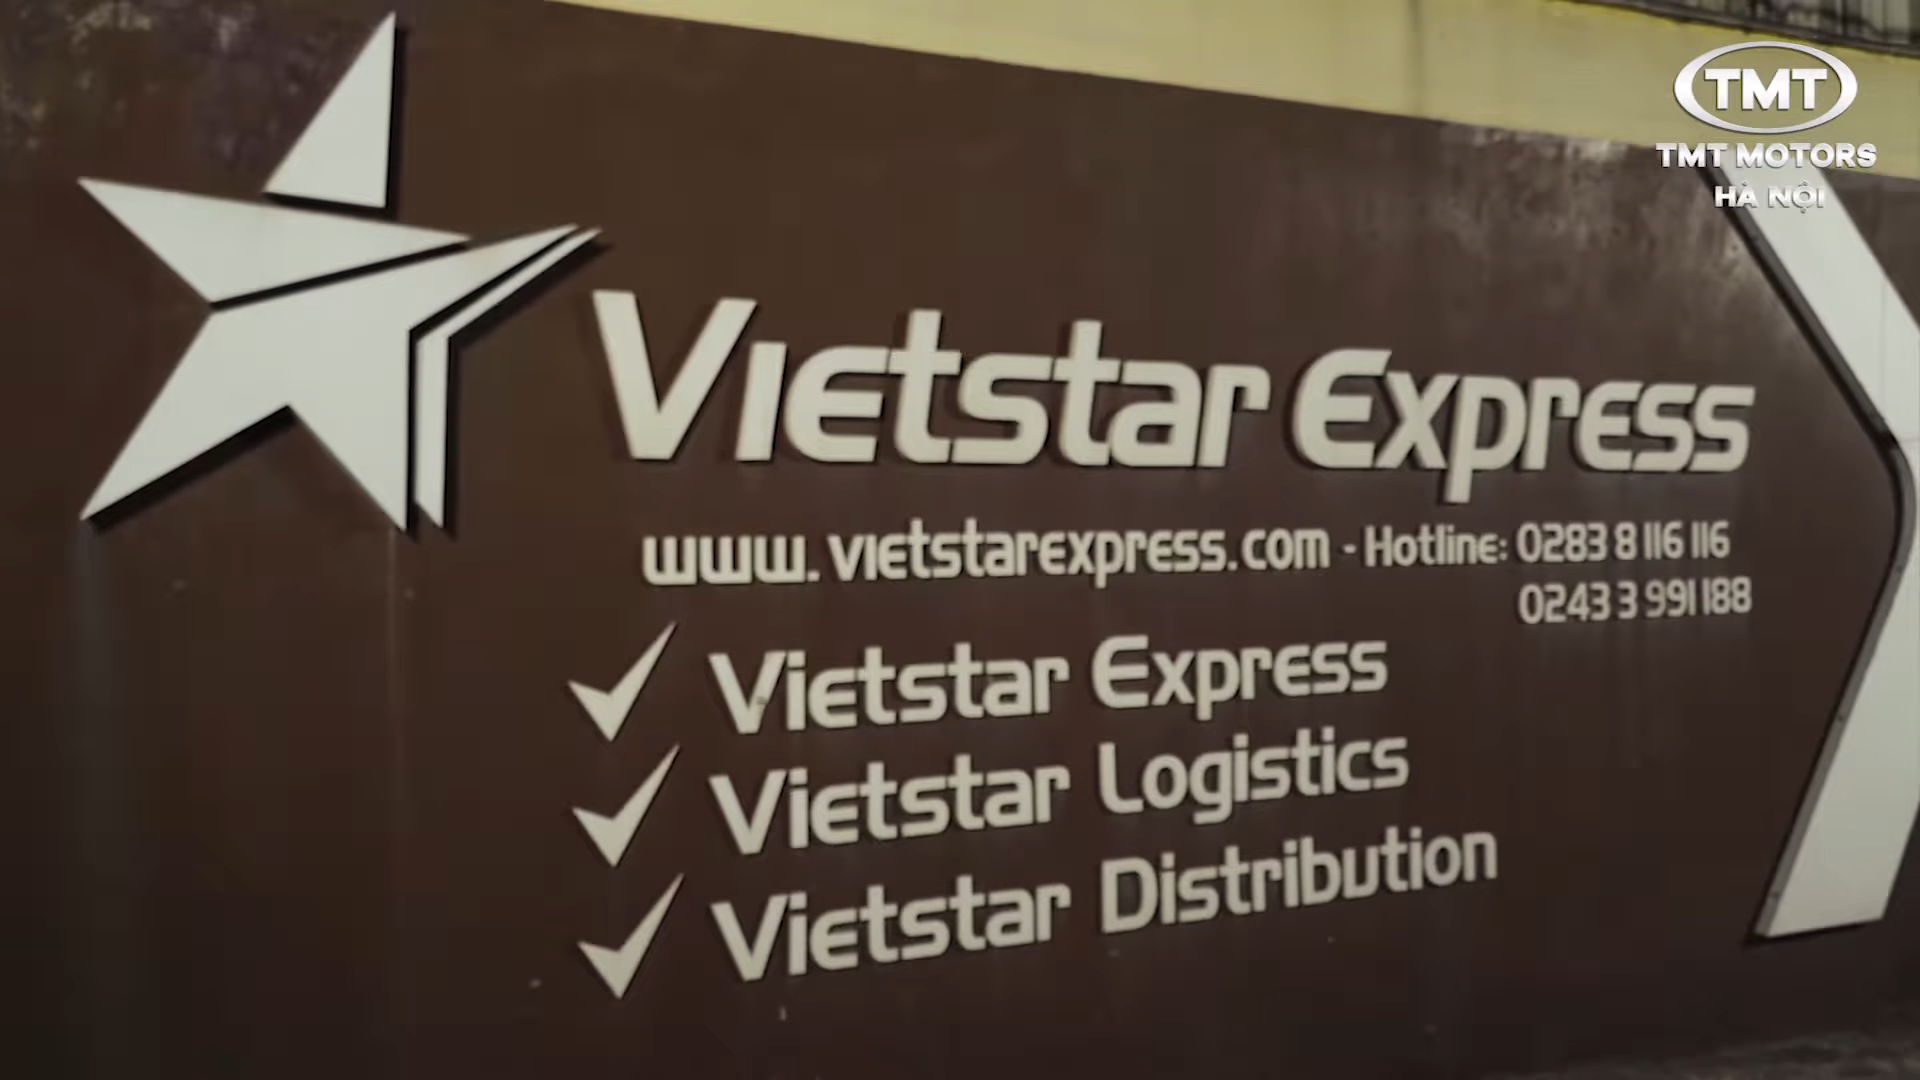 TMT
TMT MOTORS
HÀ NỘI
Vietstar Express
www.vietstarexpress.com - Hotline: 0283 8 116 116
0243 3 991 188
Vietstar Express
Vietstar Logistics
Vietstar Distribution